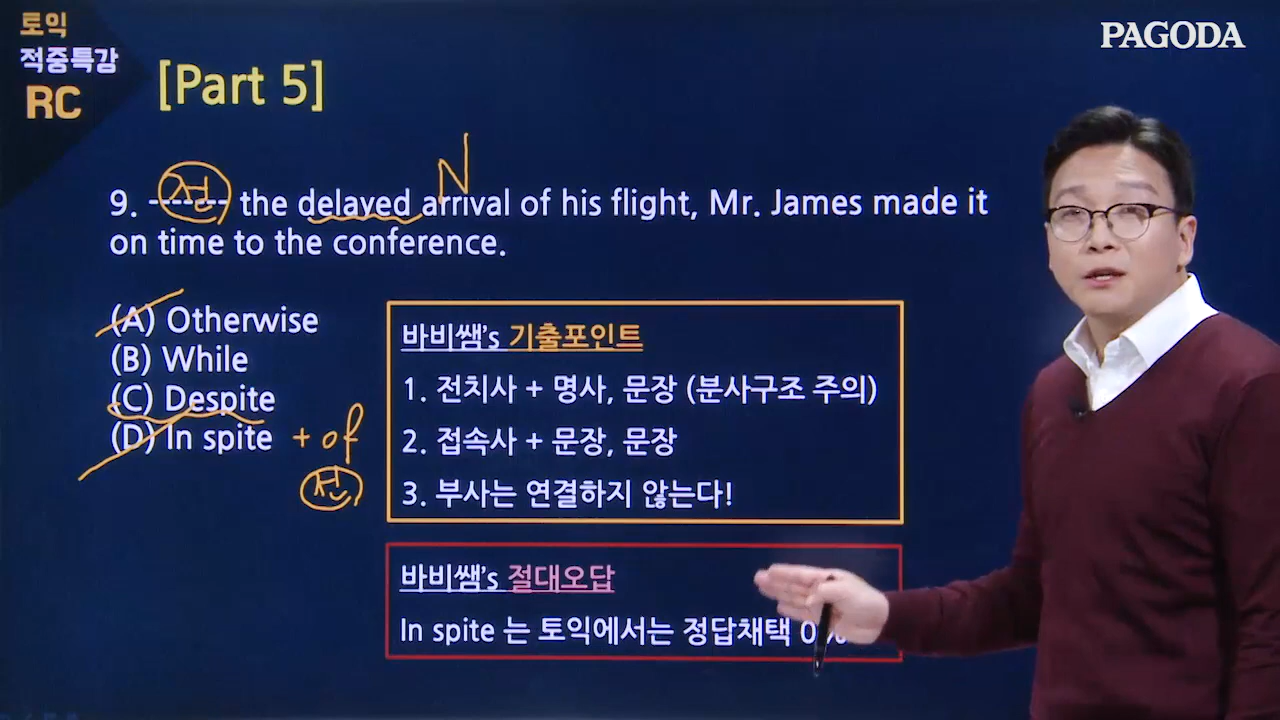 토익
적중특강
RC
PAGODA
[Part 5]
N
전
9. ------- the delayed arrival of his flight, Mr. James made it
on time to the conference.
(A) Otherwise
(B) While
(C) Despite
(D) In spite + of
전
바비쌤's 기출포인트
1. 전치사 + 명사, 문장 (분사구조 주의)
2. 접속사 + 문장, 문장
3. 부사는 연결하지 않는다!
바비쌤's 절대오답
In spite 는 토익에서는 정답채택 0%